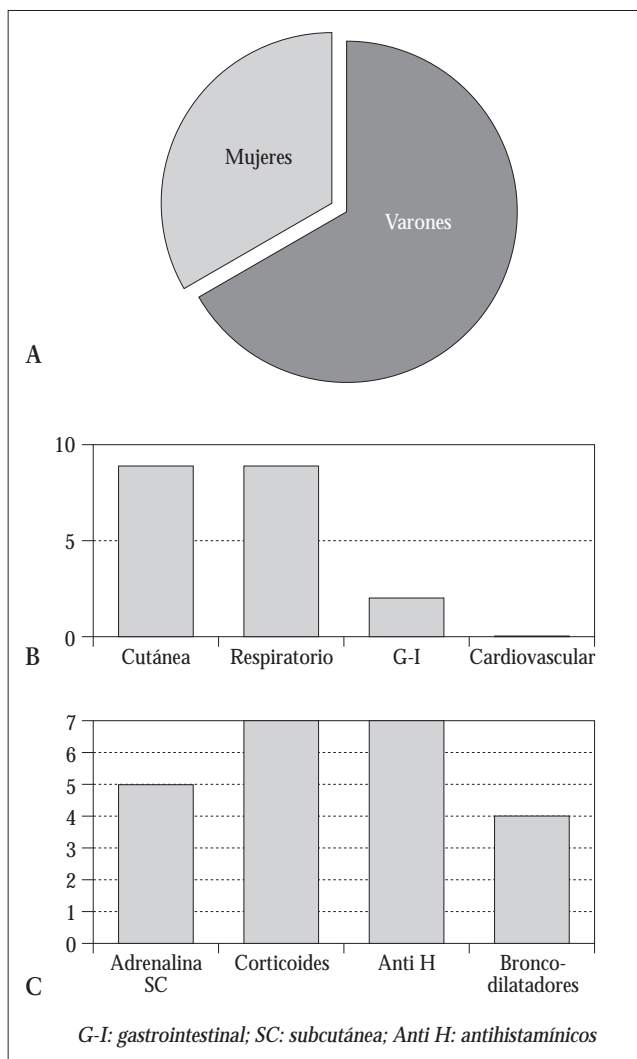 Mujeres
Varones
A
10
5
0
Cutánea Respiratorio G-I Cardiovascular
B
7
6
5
4
3
2
1
0
Adrenalina SC Corticoides Anti H Bronco-dilatadores
C
G-I: gastrointestinal; SC: subcutánea; Anti H: antihistamínicos